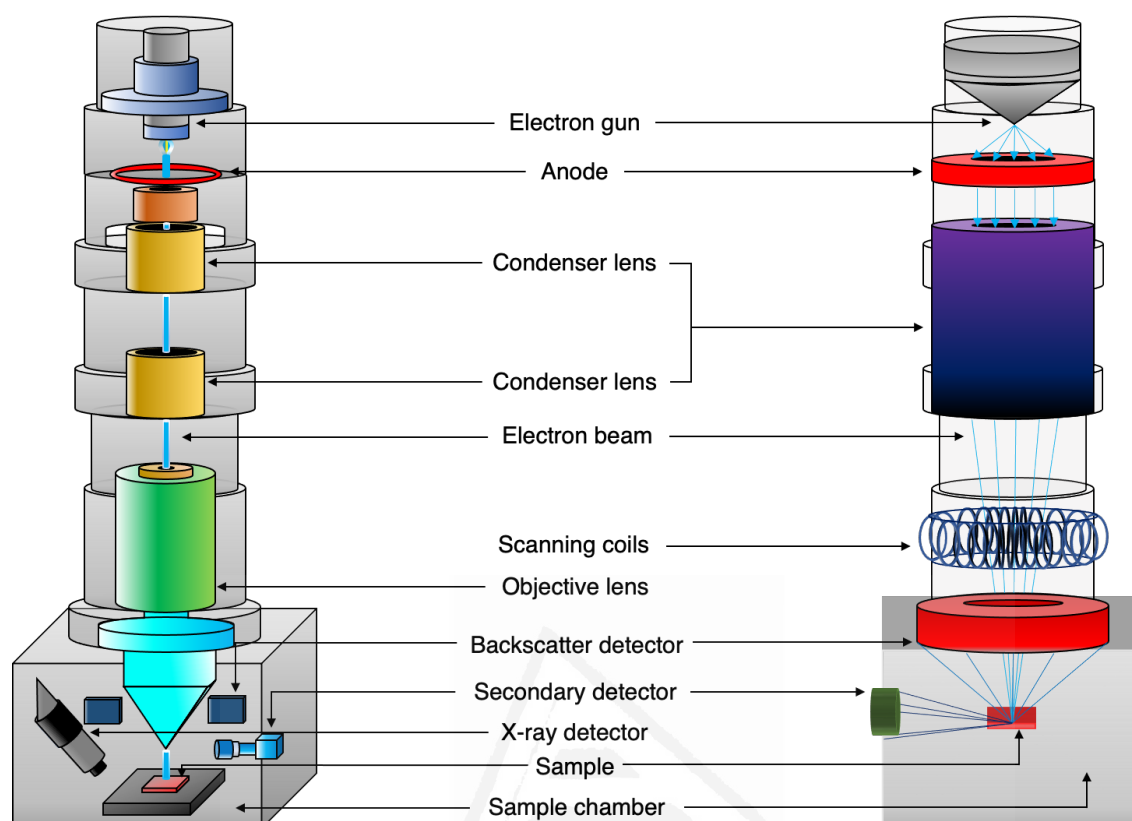 Electron gun
Anode
Condenser lens
Condenser lens
Electron beam
Scanning coils
Objective lens
Backscatter detector
Secondary detector
X-ray detector
Sample
Sample chamber